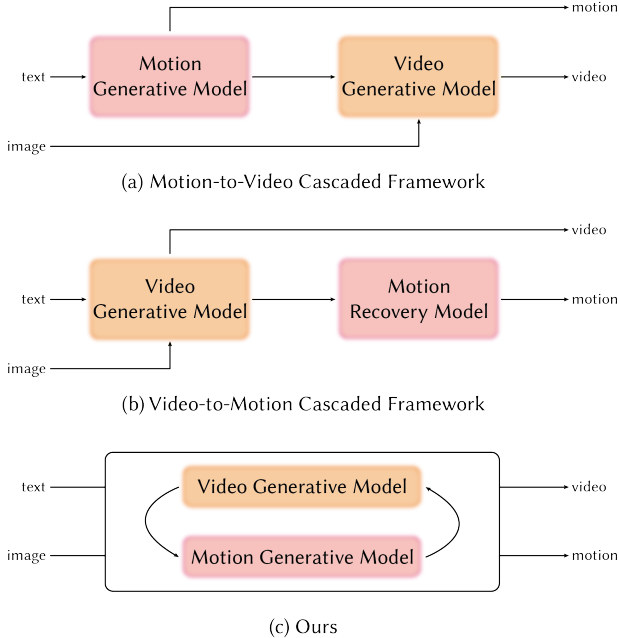 motion
Motion
Generative Model
Video
Generative Model
text
video
image
(a) Motion-to-Video Cascaded Framework
video
Video
Generative Model
Motion
Recovery Model
text
motion
image
(b) Video-to-Motion Cascaded Framework
text
Video Generative Model
video
image
Motion Generative Model
motion
(c) Ours